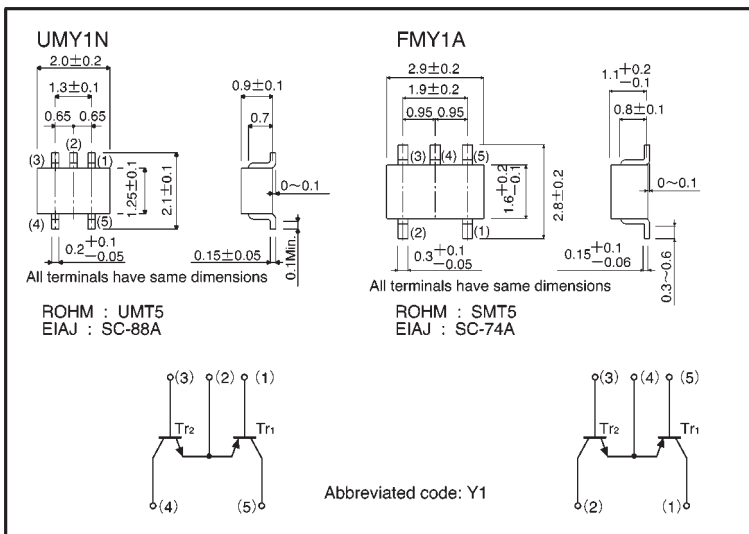 UMY1N
2.0±0.2
1.3±0.1
0.65 0.65
(2)
(3) (1)
(4) (5)
1.25±0.1
2.1±0.1
0.2+0.1
−0.05
0.9±0.1
0.7
0～0.1
0.15±0.05
0.1Min.
All terminals have same dimensions
ROHM : UMT5
EIAJ : SC-88A
FMY1A
2.9±0.2
1.9±0.2
0.95 0.95
(3) (4) (5)
(2) (1)
1.6+0.2
−0.1
2.8±0.2
0.3+0.1
−0.05
1.1+0.2
−0.1
0.8±0.1
0～0.1
0.15+0.1
−0.06
0.3～0.6
All terminals have same dimensions
ROHM : SMT5
EIAJ : SC-74A
(3) (2) (1)
Tr2 Tr1
(4) (5)
Abbreviated code: Y1
(3) (4) (5)
Tr2 Tr1
(2) (1)